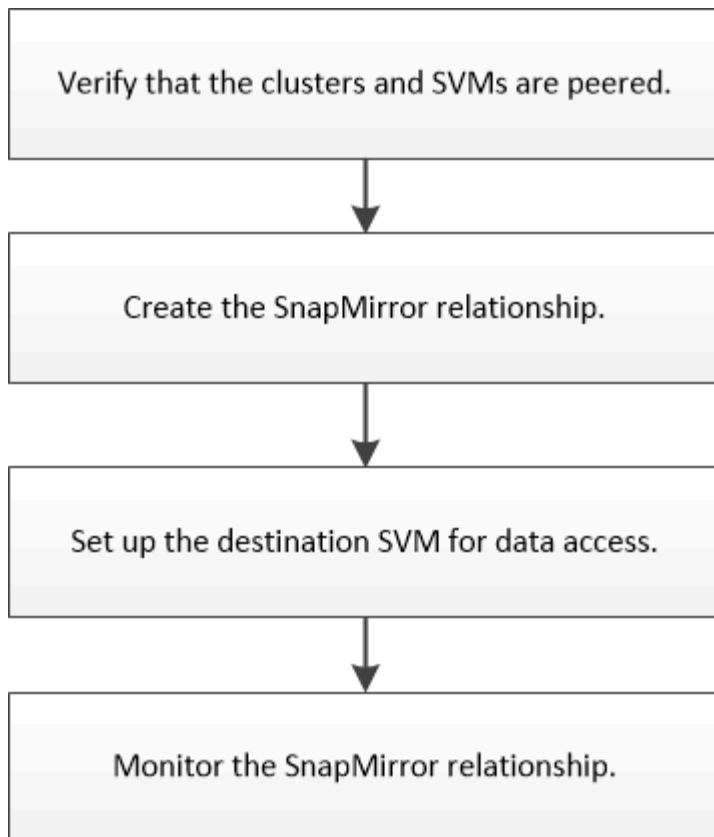 Verify that the clusters and SVMs are peered.
Create the SnapMirror relationship.
Set up the destination SVM for data access.
Monitor the SnapMirror relationship.